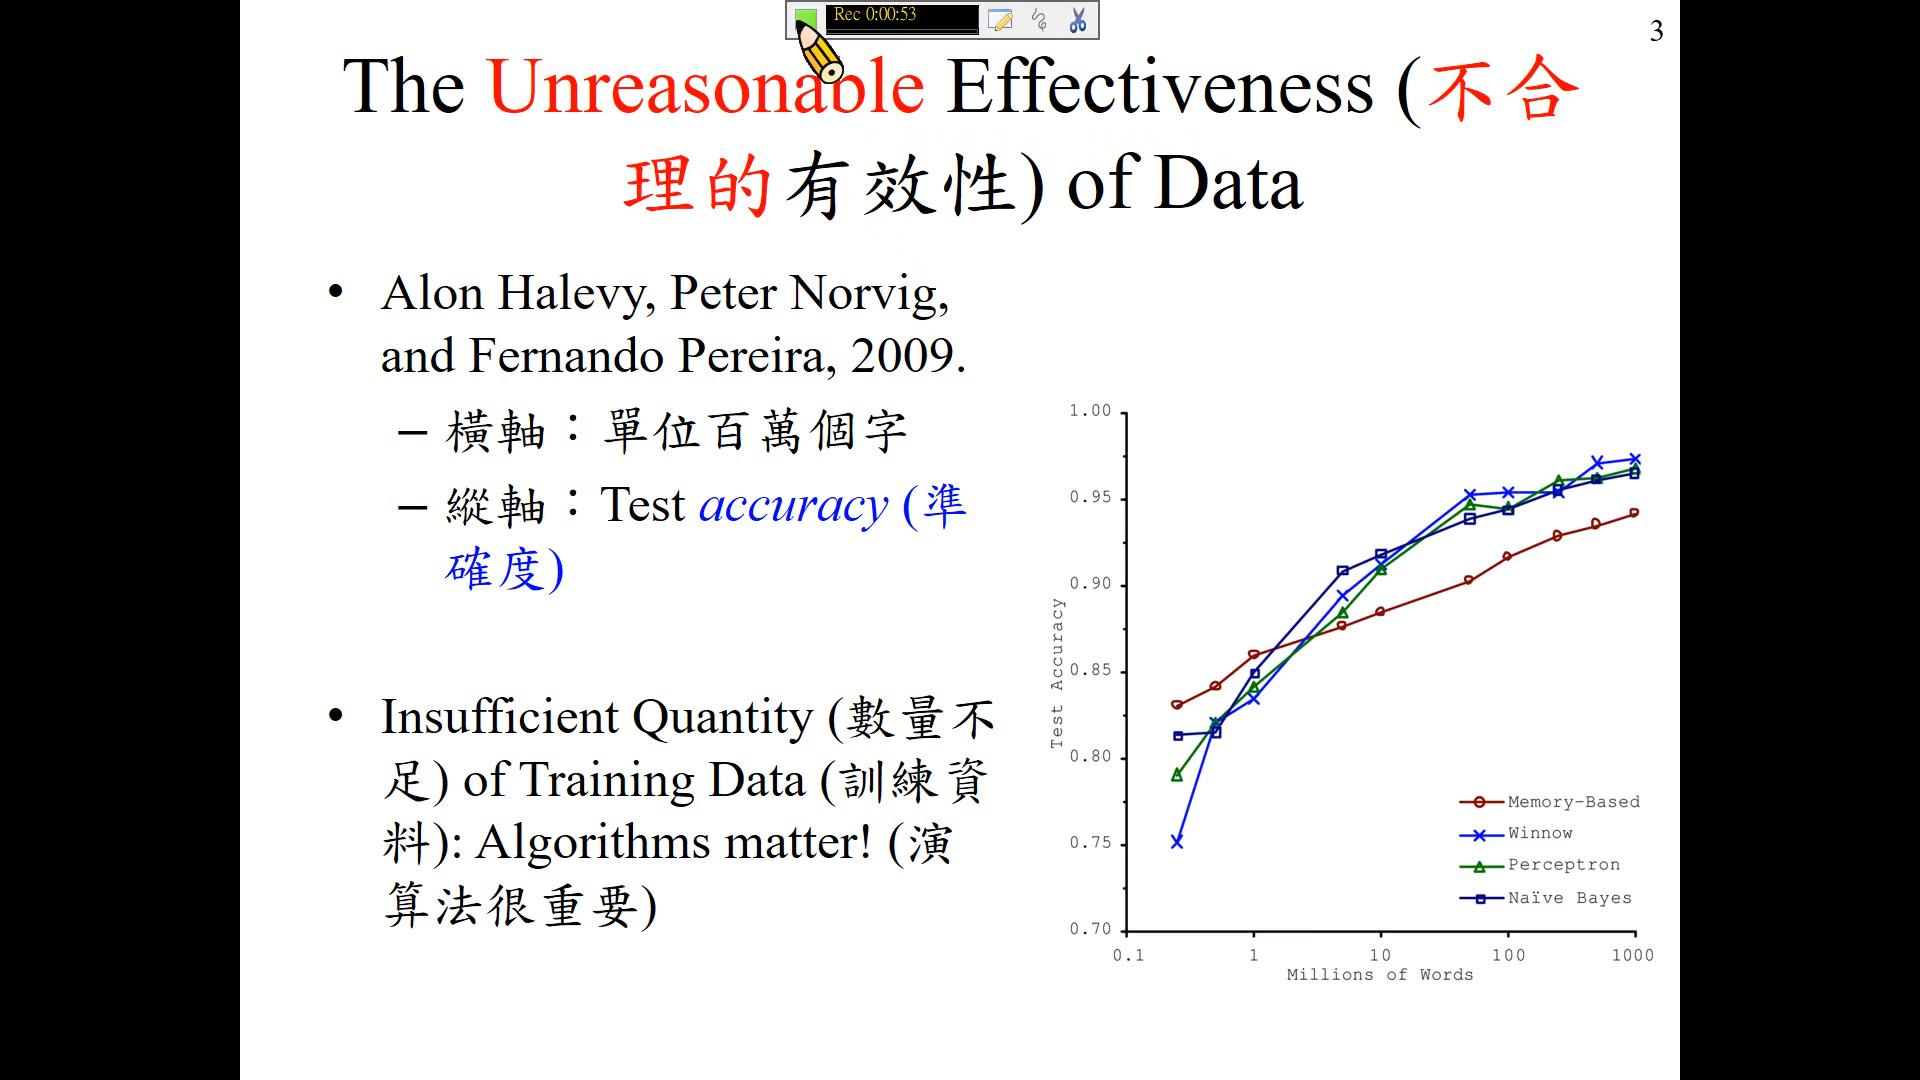 Rec 0:00:53
3
The Unreasonable Effectiveness (不合
理的有效性) of Data
• Alon Halevy, Peter Norvig,
and Fernando Pereira, 2009.
– 橫軸：單位百萬個字
– 縱軸：Test accuracy (準
確度)
• Insufficient Quantity (數量不
足) of Training Data (訓練資
料): Algorithms matter! (演
算法很重要)
1.00
0.95
0.90
0.85
0.80
0.75
0.70
Test Accuracy
Memory-Based
Winnow
Perceptron
Naïve Bayes
0.1 1 10 100 1000
Millions of Words